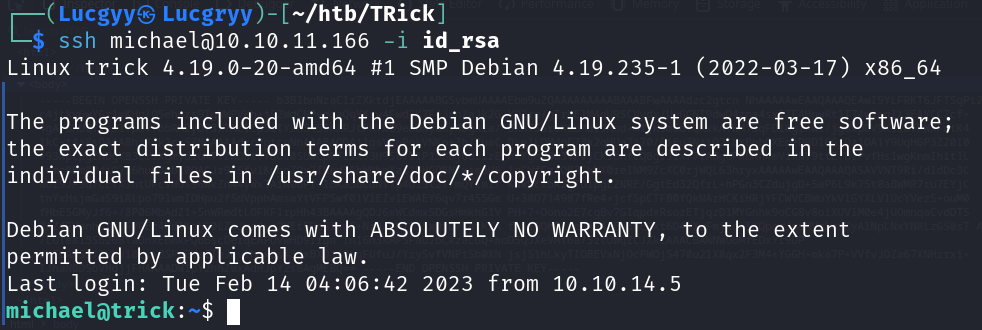 (Lucgyy㉿Lucgryy)-[~/htb/TRick]
$ ssh michael@10.10.11.166 -i id_rsa
Linux trick 4.19.0-20-amd64 #1 SMP Debian 4.19.235-1 (2022-03-17) x86_64
The programs included with the Debian GNU/Linux system are free software;
the exact distribution terms for each program are described in the
individual files in /usr/share/doc/*/copyright.
Debian GNU/Linux comes with ABSOLUTELY NO WARRANTY, to the extent
permitted by applicable law.
Last login: Tue Feb 14 04:06:42 2023 from 10.10.14.5
michael@trick:~$